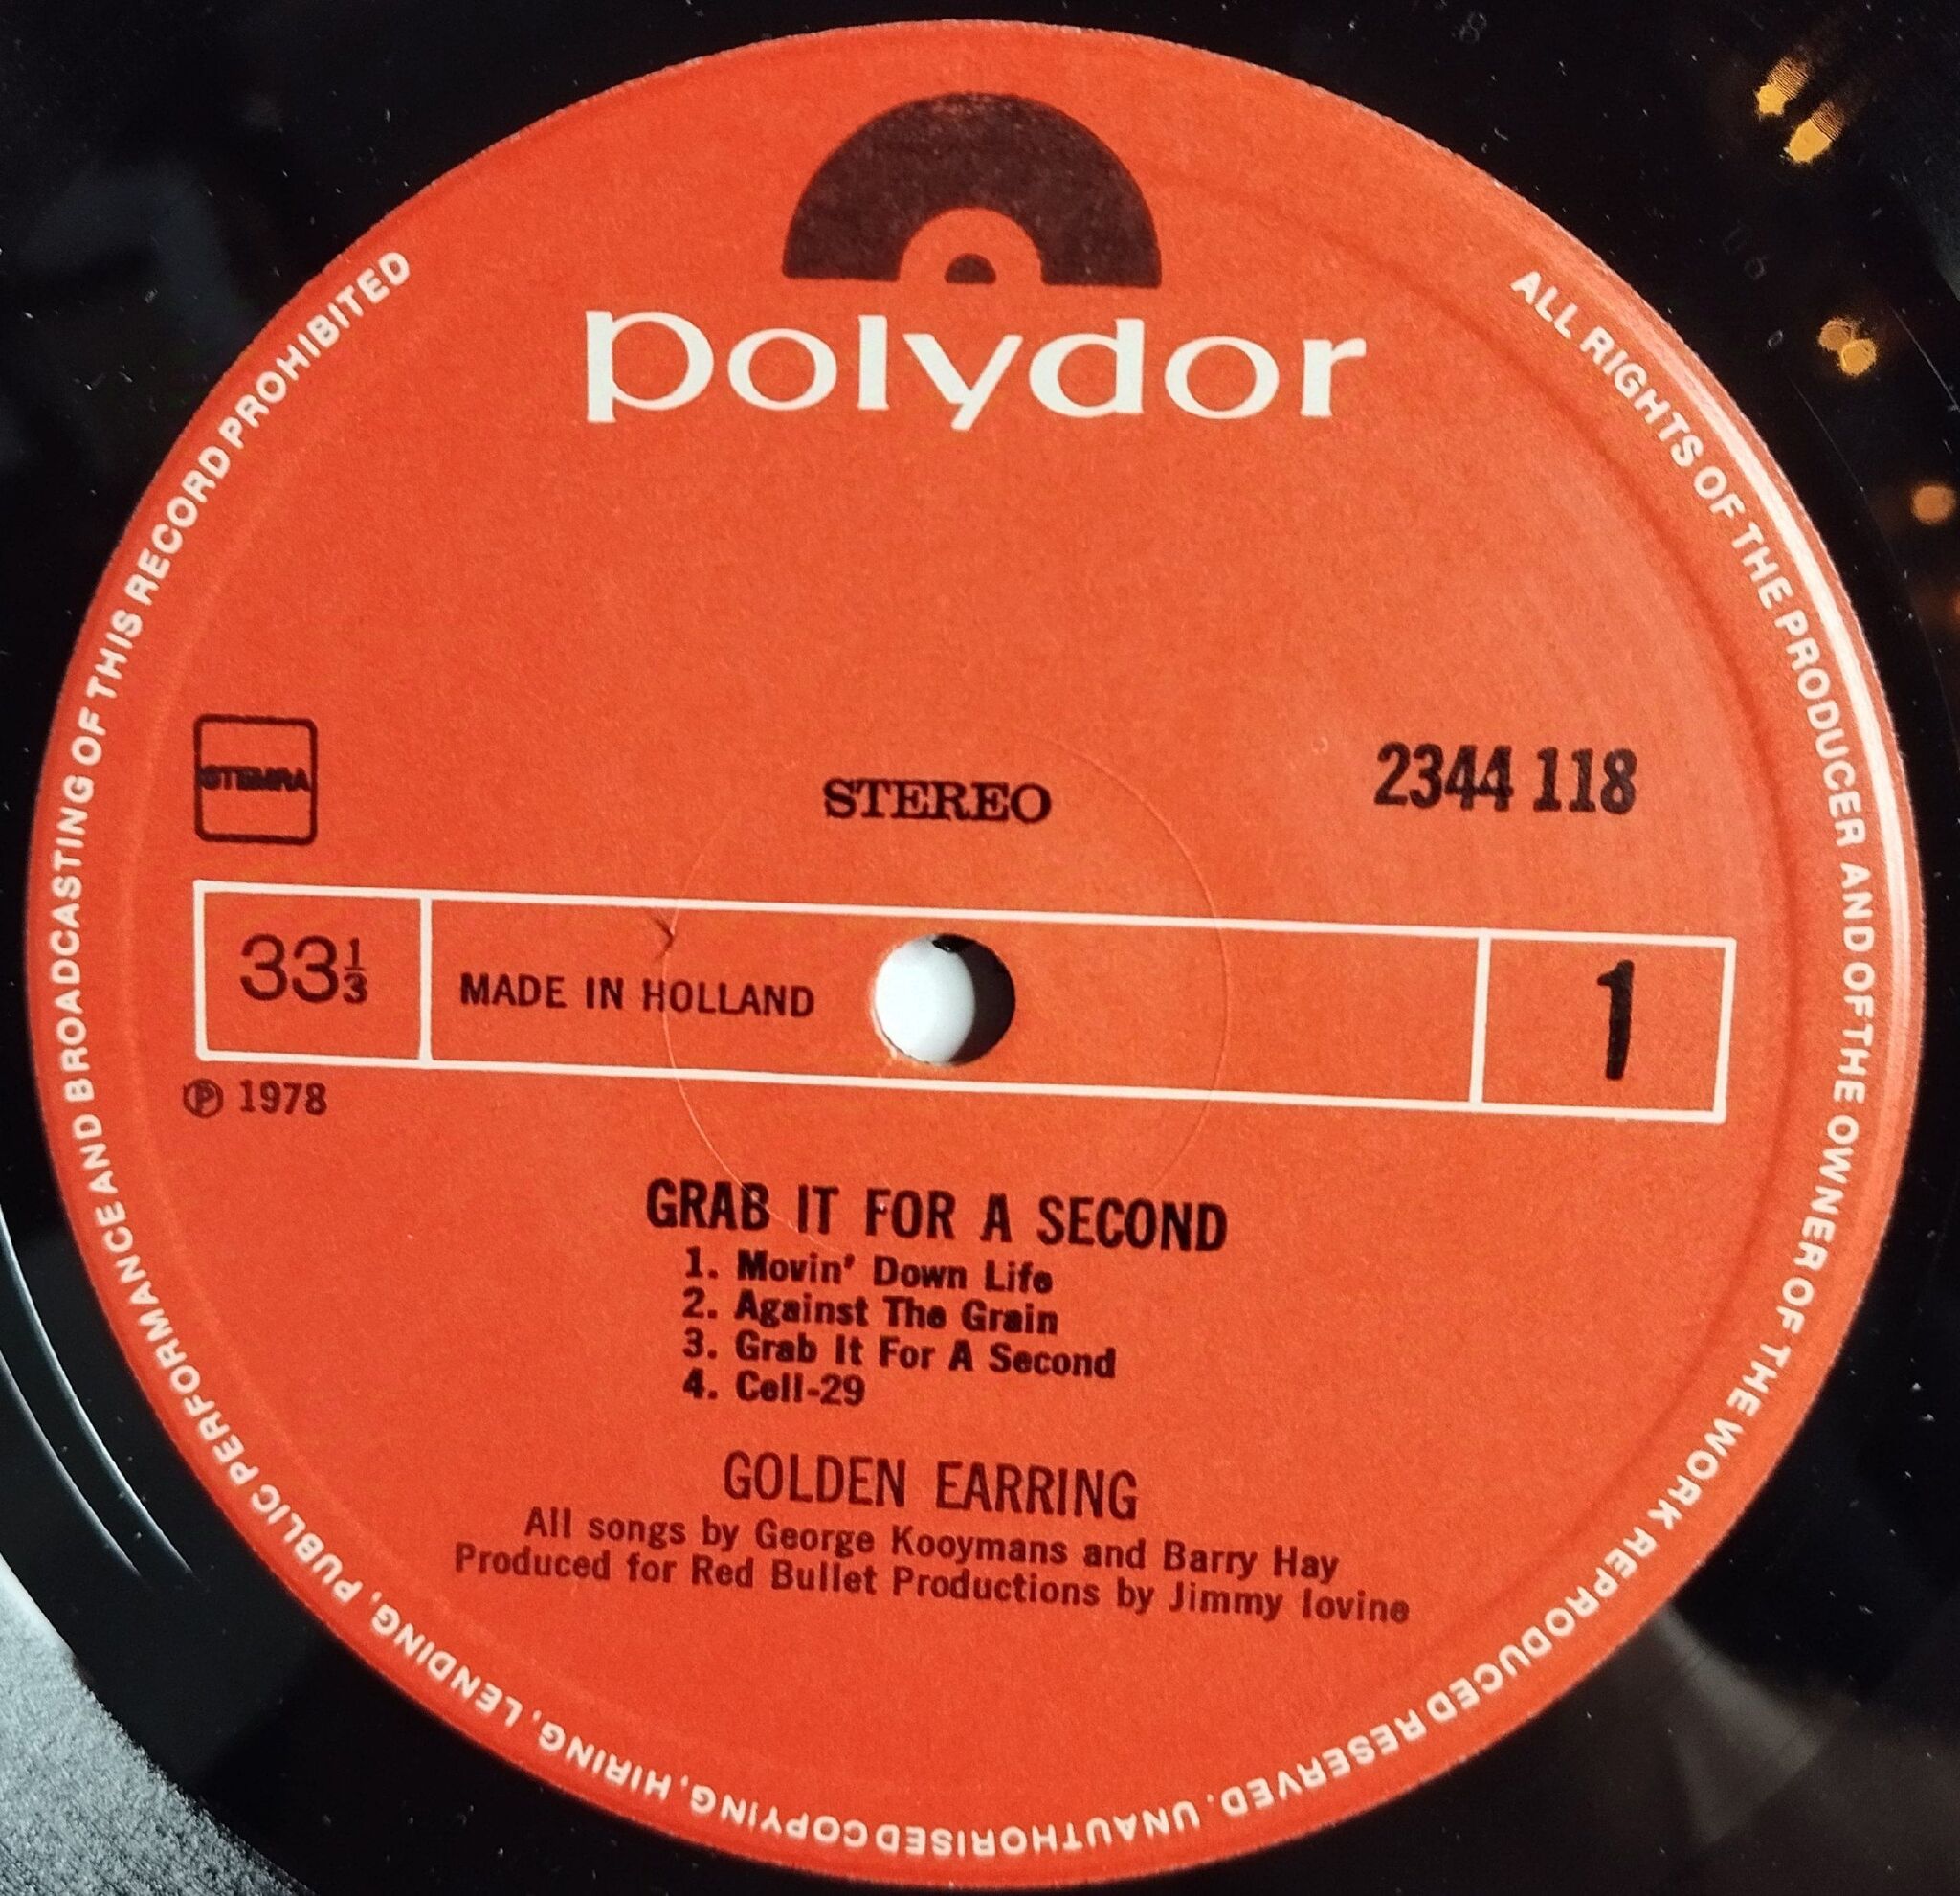 polydor
ALL RIGHTS OF THE PRODUCER AND OF THE OWNER OF THE WORK REPRODUCED RESERVED. UNAUTHORISED COPYING, HIRING, LENDING, PUBLIC PERFORMANCE AND BROADCASTING OF THIS RECORD PROHIBITED
STEMRA
STEREO
2344 118
33⅓
MADE IN HOLLAND
1
℗ 1978
GRAB IT FOR A SECOND
1. Movin' Down Life
2. Against The Grain
3. Grab It For A Second
4. Cell-29
GOLDEN EARRING
All songs by George Kooymans and Barry Hay
Produced for Red Bullet Productions by Jimmy Iovine